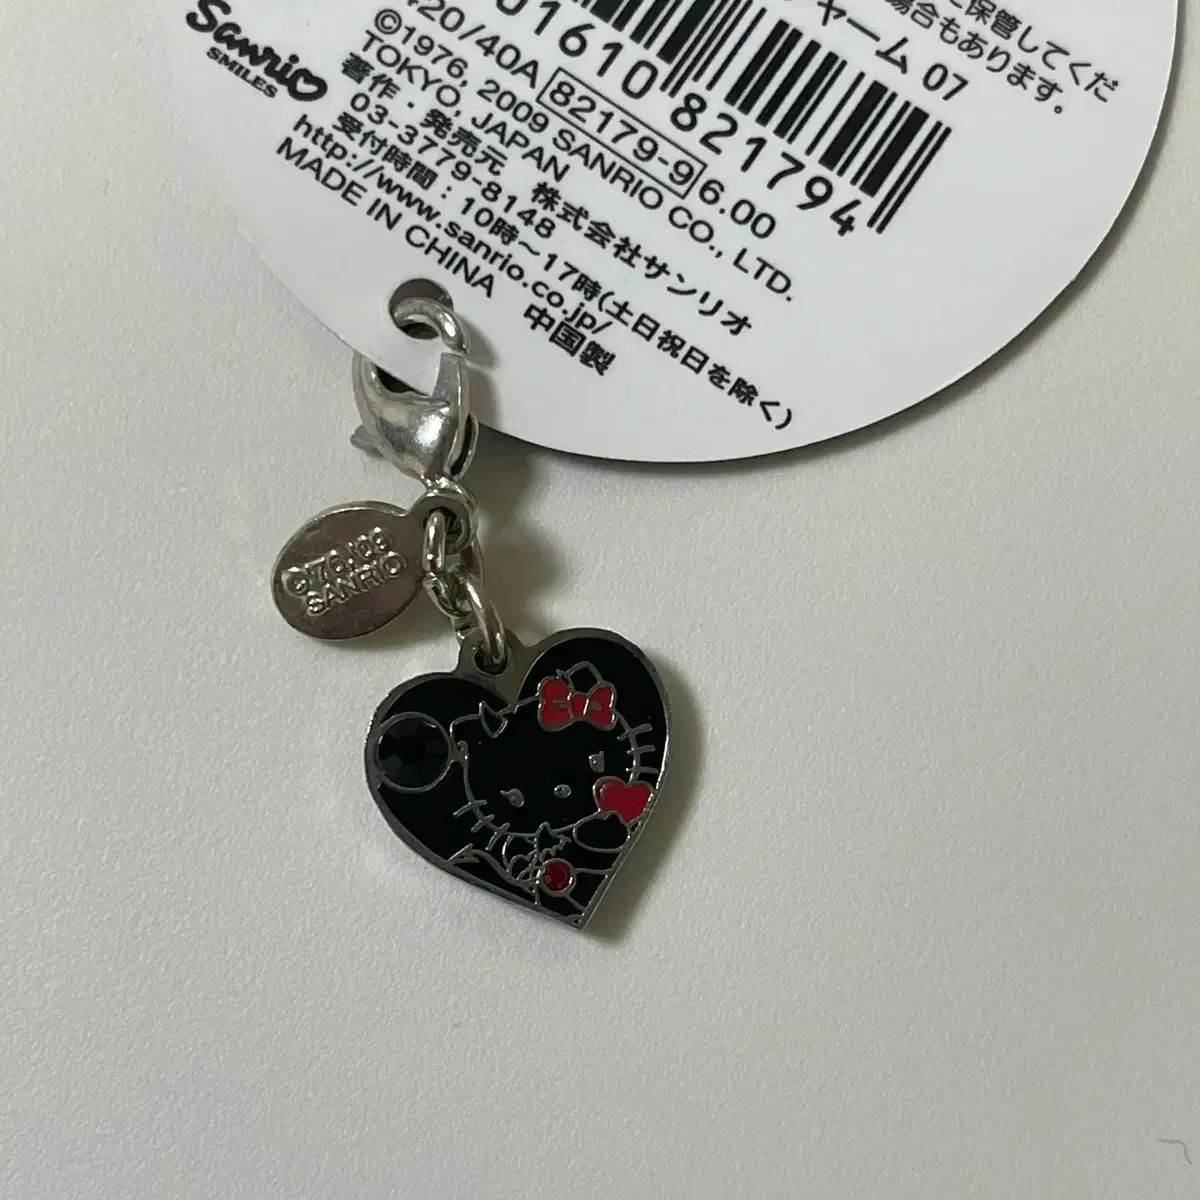 保管してくだ
場合もあります。
チャーム 07
01610 821794
Sanrio
SMILES
420/40A 82179-9 6.00
©1976, 2009 SANRIO CO., LTD.
TOKYO, JAPAN
著作・発売元 株式会社サンリオ
03-3779-8148
受付時間：10時〜17時(土日祝日を除く)
http://www.sanrio.co.jp/
MADE IN CHINA 中国製
©'76,'09
SANRIO